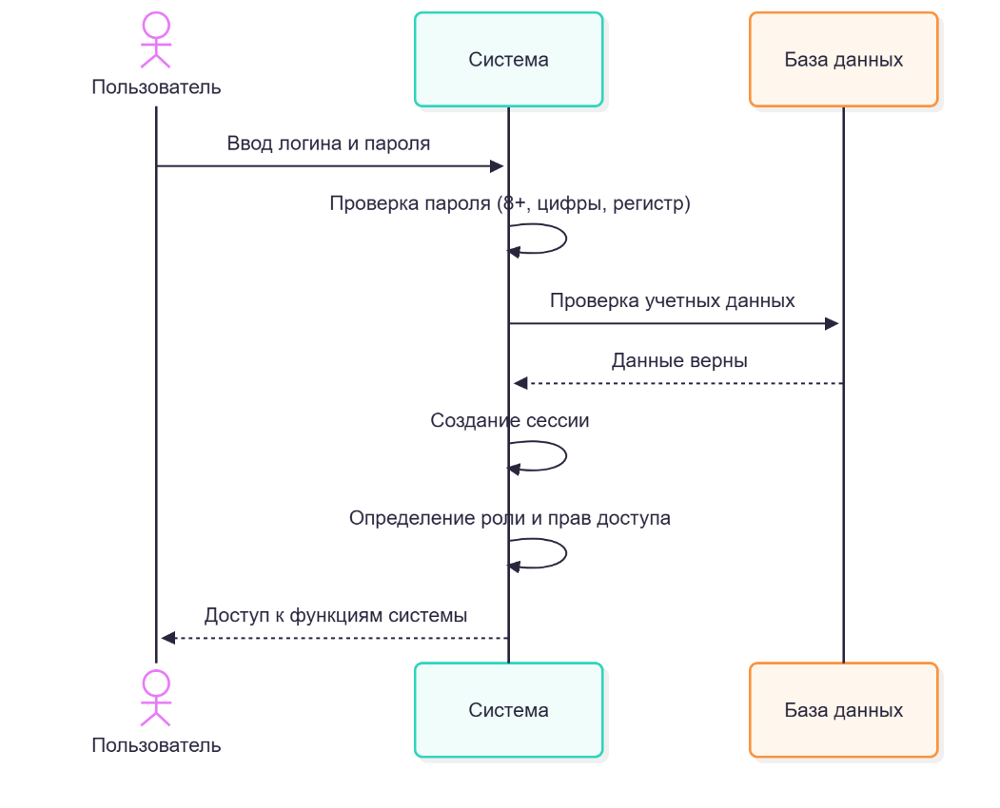 Пользователь
Система
База данных
Ввод логина и пароля
Проверка пароля (8+, цифры, регистр)
Проверка учетных данных
Данные верны
Создание сессии
Определение роли и прав доступа
Доступ к функциям системы
Пользователь
Система
База данных